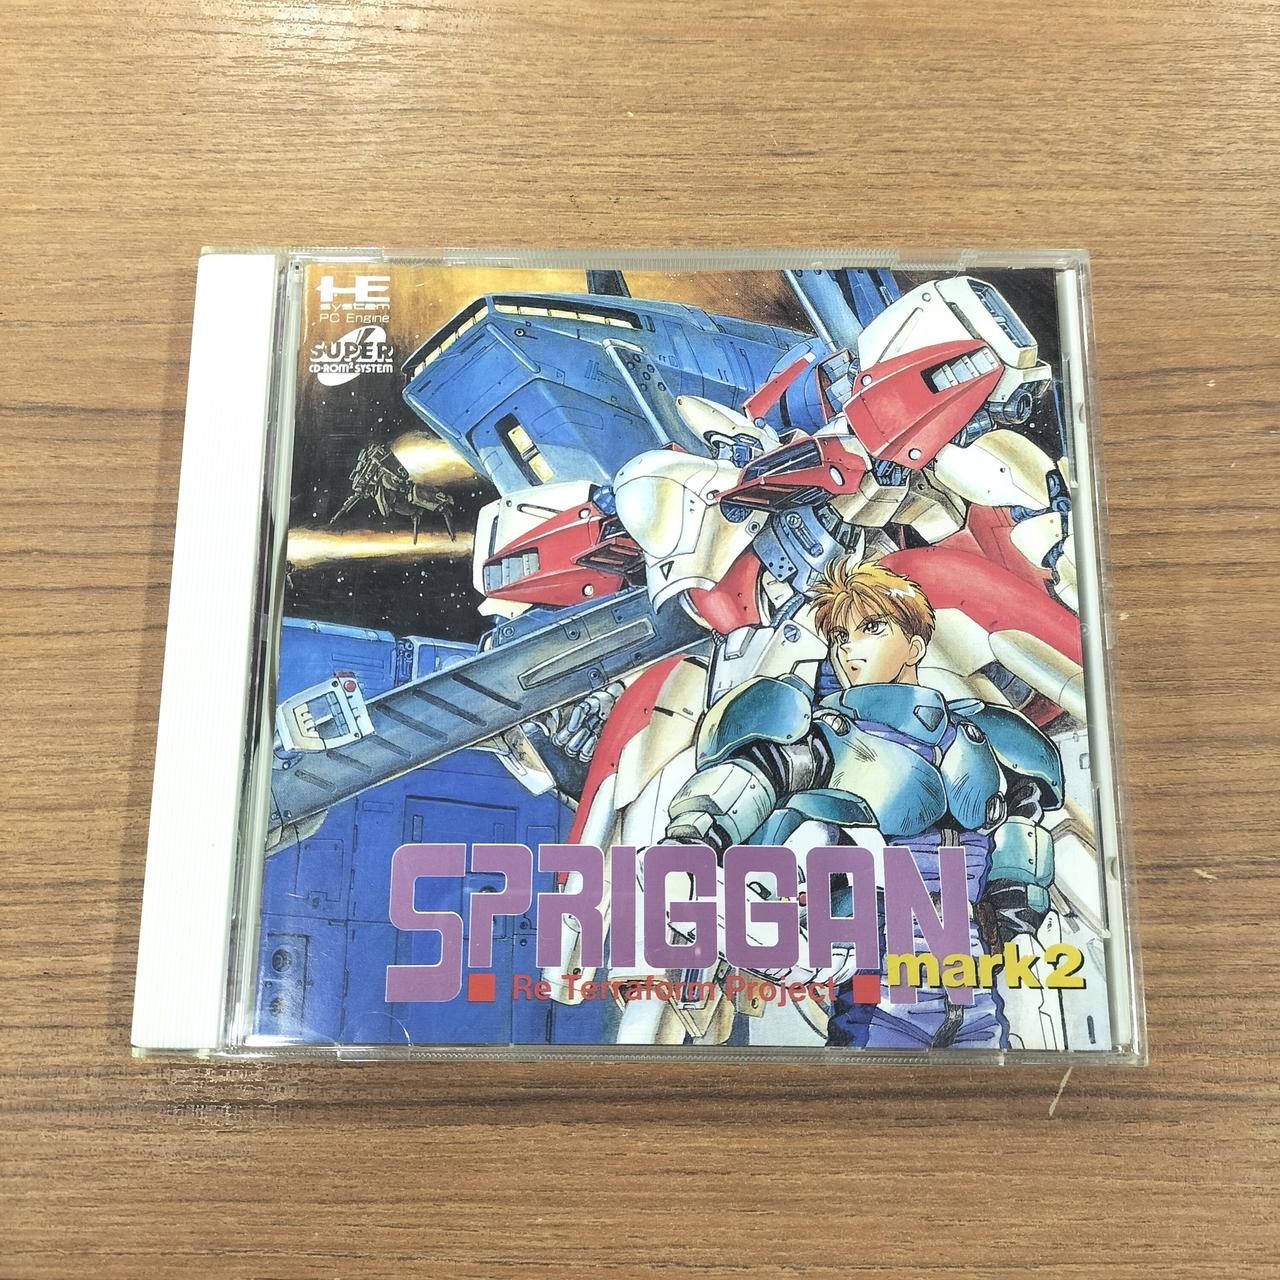 HE
system
PC Engine
SUPER
CD-ROM² SYSTEM
SPRIGGAN
mark2
Re Terraform Project